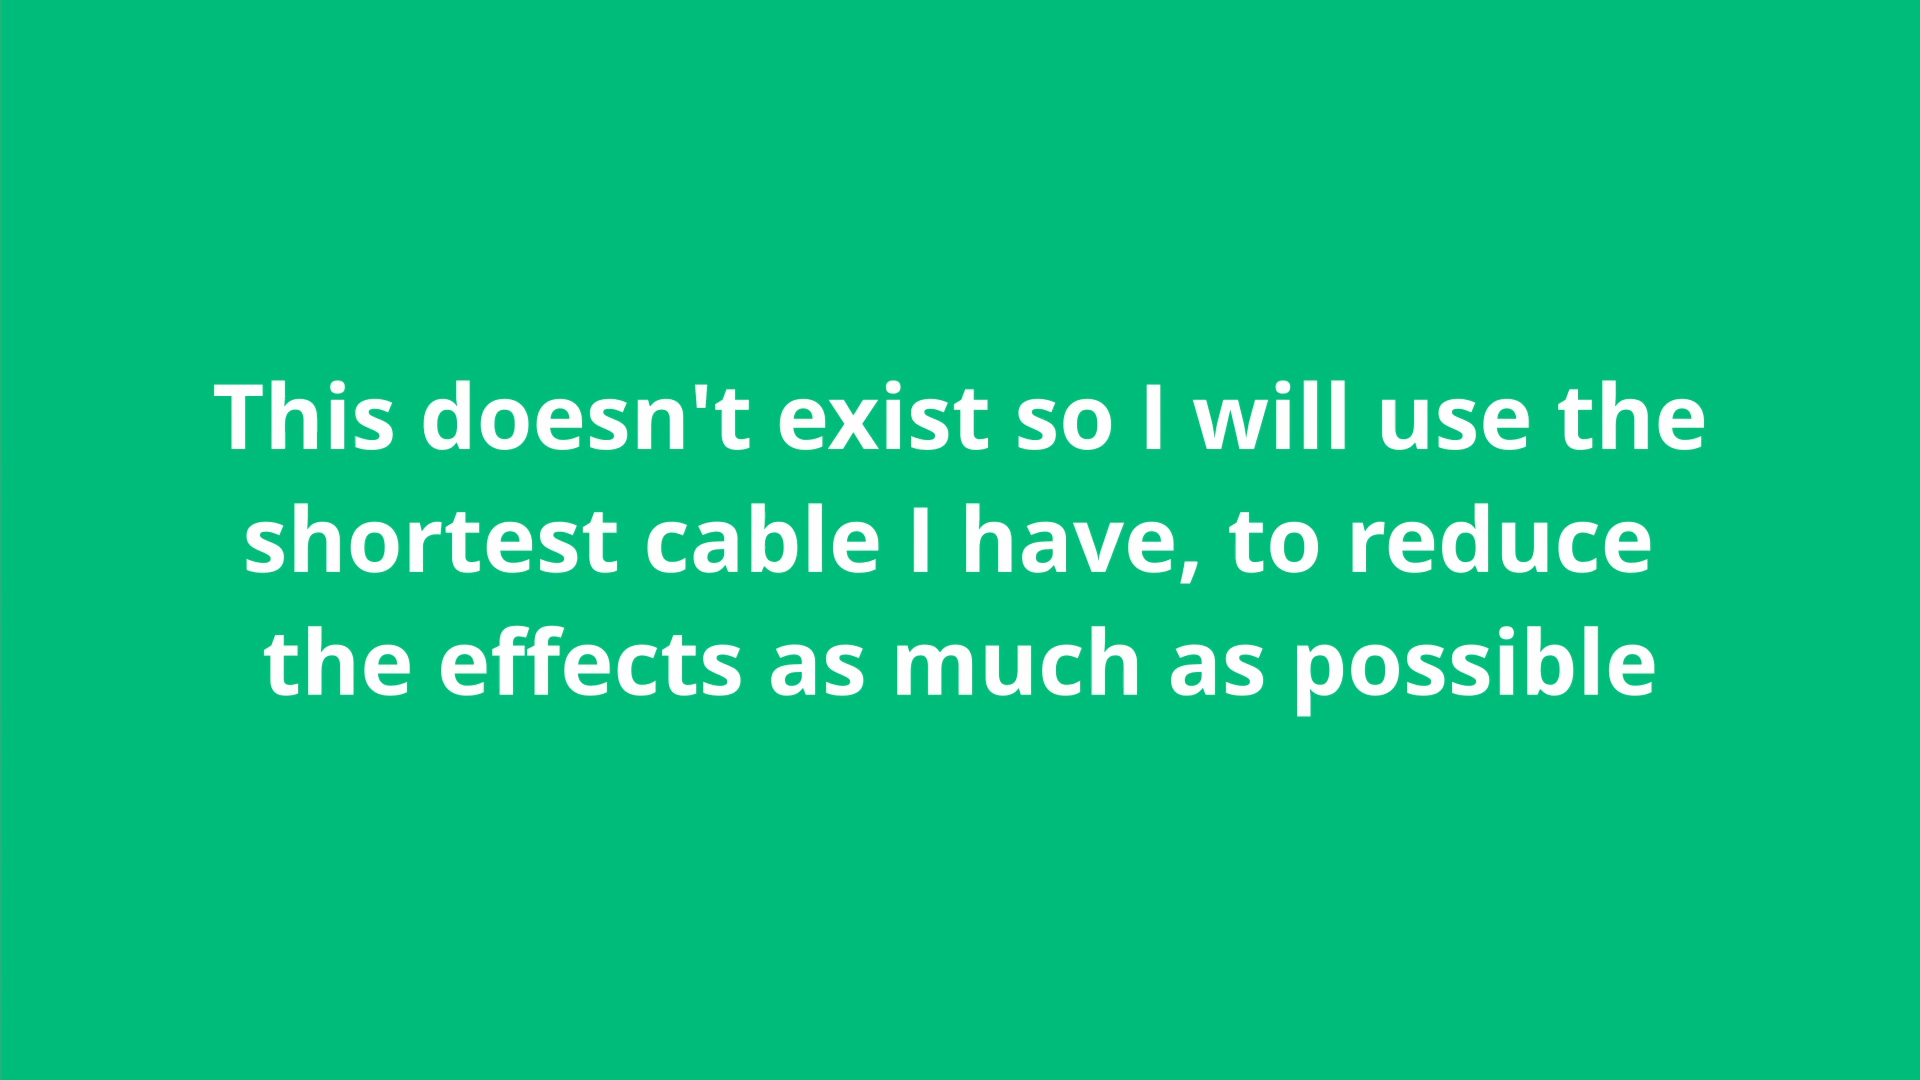 This doesn't exist so I will use the
shortest cable I have, to reduce
the effects as much as possible